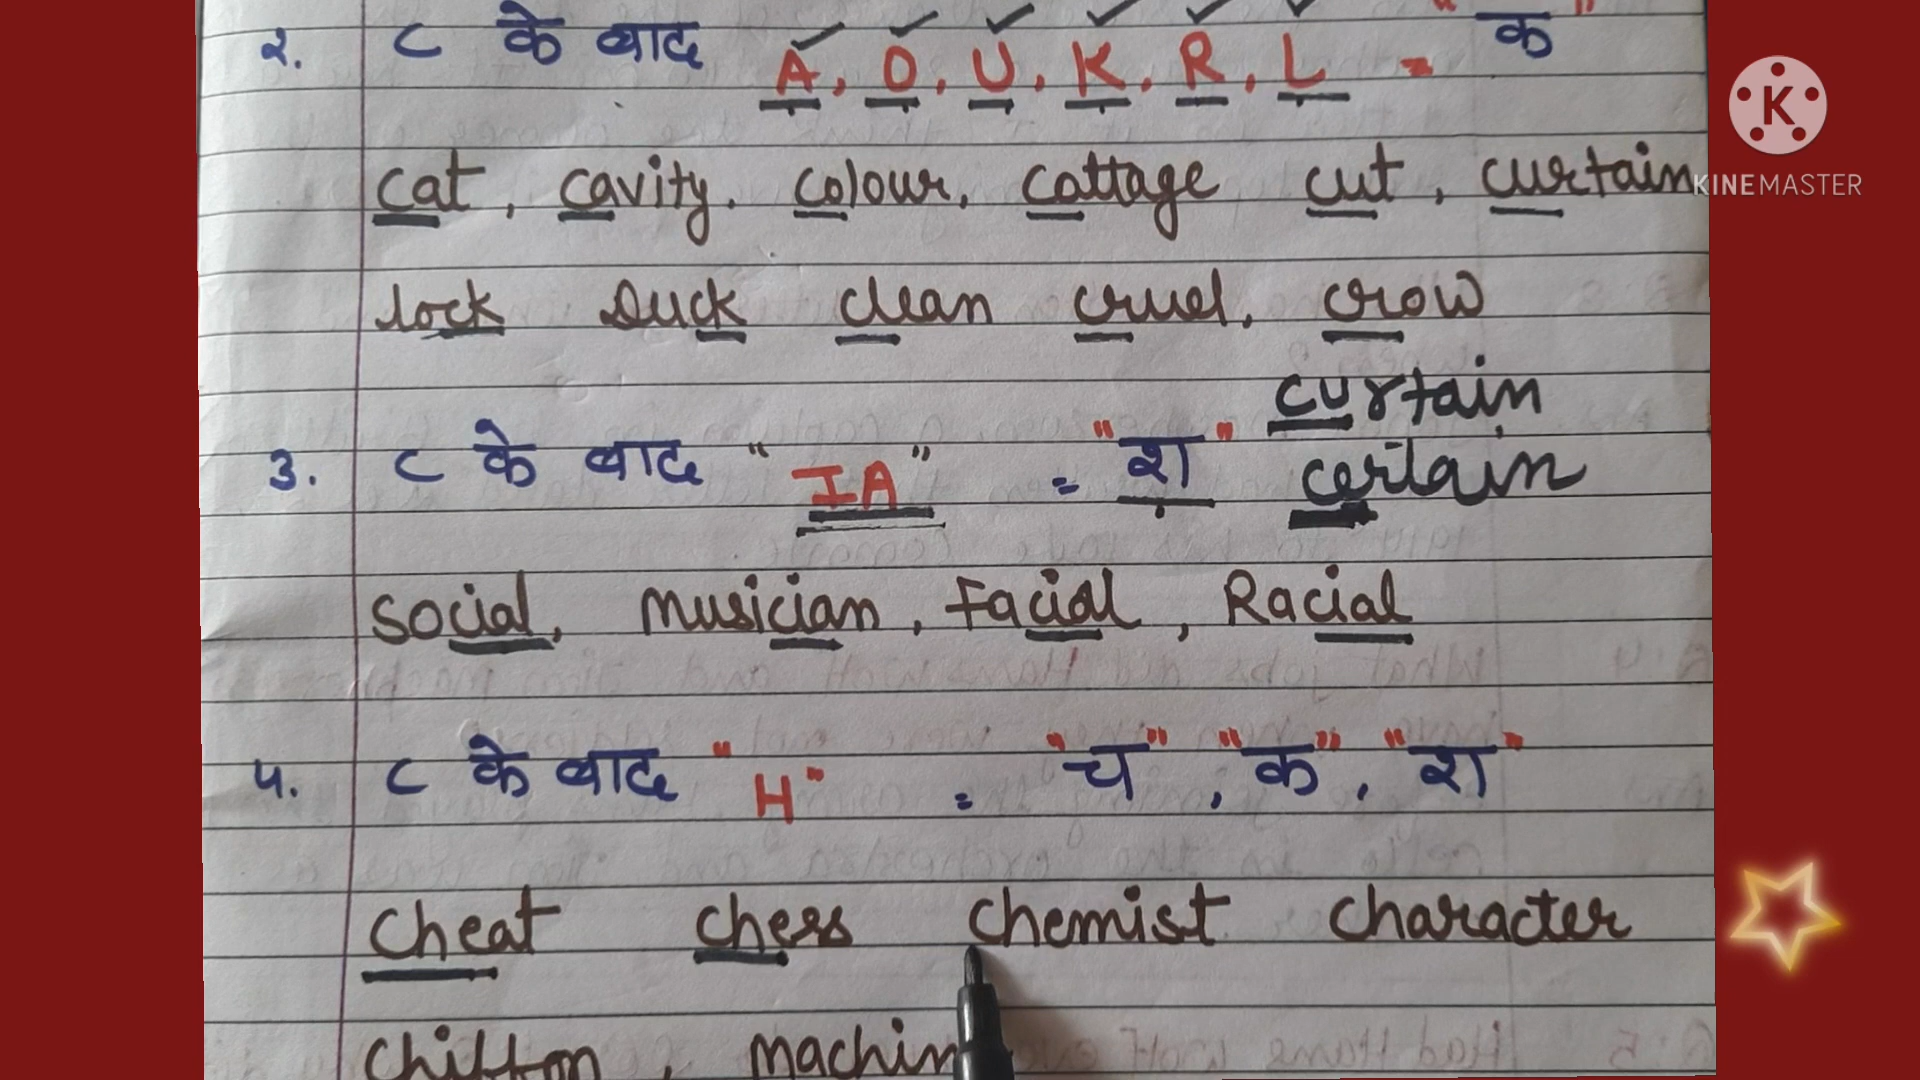 २. C के बाद A, O, U, K, R, L = "क"
cat, cavity. colour, cottage cut, curtain
lock Duck clean cruel, crow
curtain
3. C के बाद "IA" = "श" certain
social, musician, Facial, Racial
4. C के बाद "H" = "च", "क", "श"
cheat chess chemist character
chiffon, machin
K
KINEMASTER